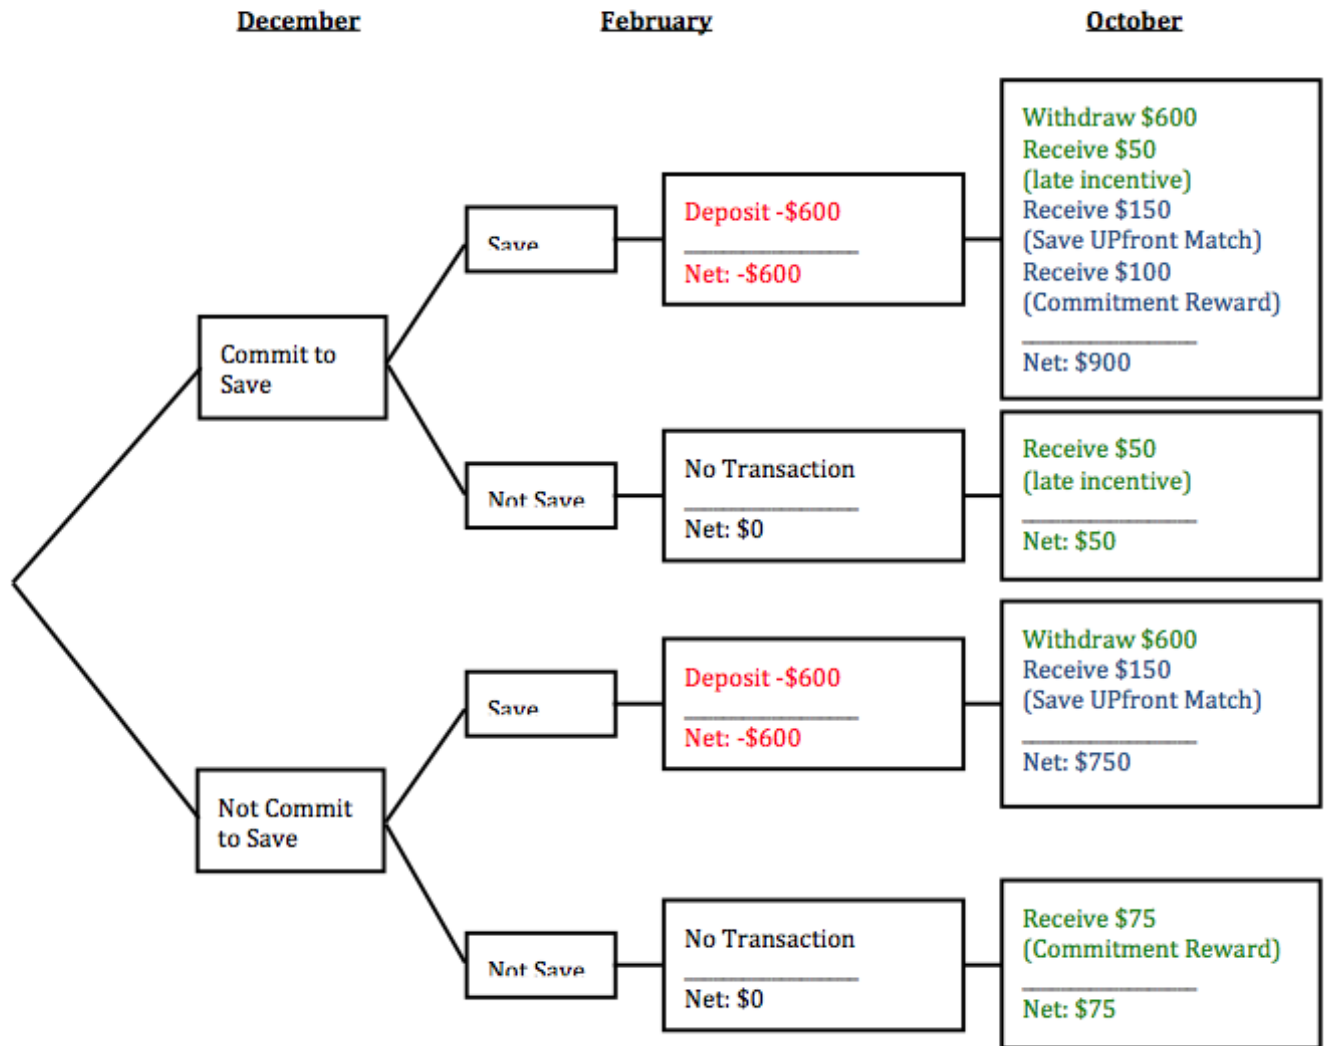 December
February
October
Withdraw $600
Receive $50
(late incentive)
Receive $150
(Save UPfront Match)
Receive $100
(Commitment Reward)
Net: $900
Save
Deposit -$600
Net: -$600
Commit to
Save
Not Save
No Transaction
Net: $0
Receive $50
(late incentive)
Net: $50
Save
Deposit -$600
Net: -$600
Withdraw $600
Receive $150
(Save UPfront Match)
Net: $750
Not Commit
to Save
Not Save
No Transaction
Net: $0
Receive $75
(Commitment Reward)
Net: $75